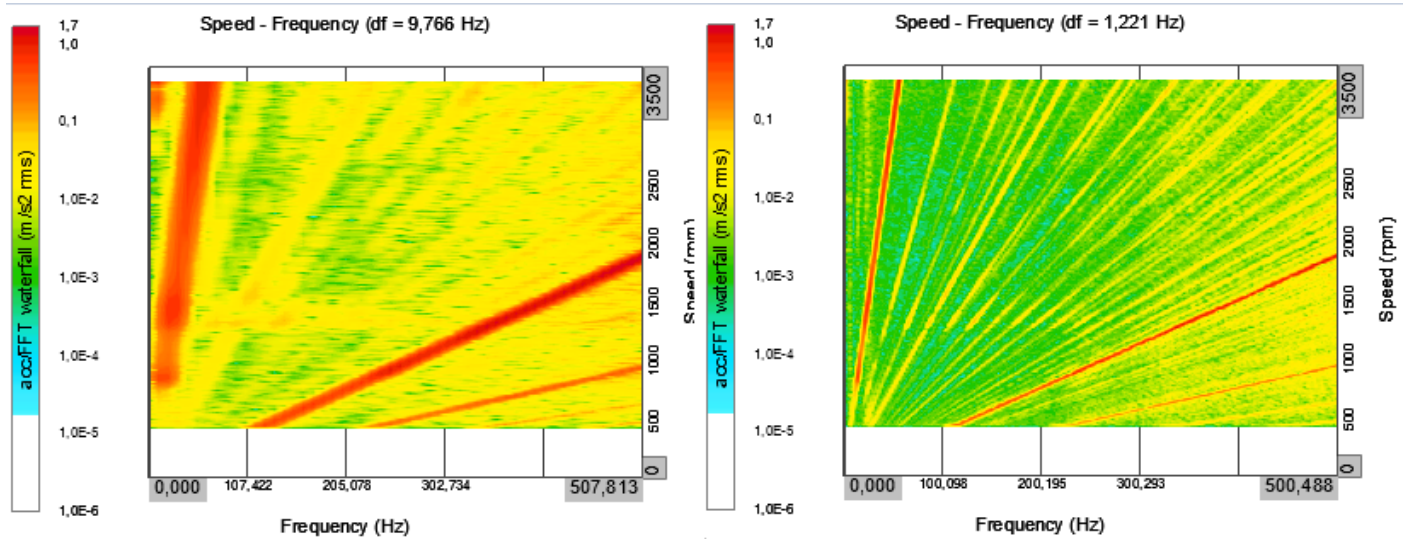 Speed - Frequency (df = 9,766 Hz)
1,7
1,0
0,1
1,0E-2
1,0E-3
1,0E-4
1,0E-5
1,0E-6
acc/FFT waterfall (m/s2 rms)
3500
2500
2000
1500
1000
500
0
Speed (rpm)
0,000
107,422
205,078
302,734
507,813
Frequency (Hz)
Speed - Frequency (df = 1,221 Hz)
1,7
1,0
0,1
1,0E-2
1,0E-3
1,0E-4
1,0E-5
1,0E-6
acc/FFT waterfall (m/s2 rms)
3500
2500
2000
1500
1000
500
0
Speed (rpm)
0,000
100,098
200,195
300,293
500,488
Frequency (Hz)